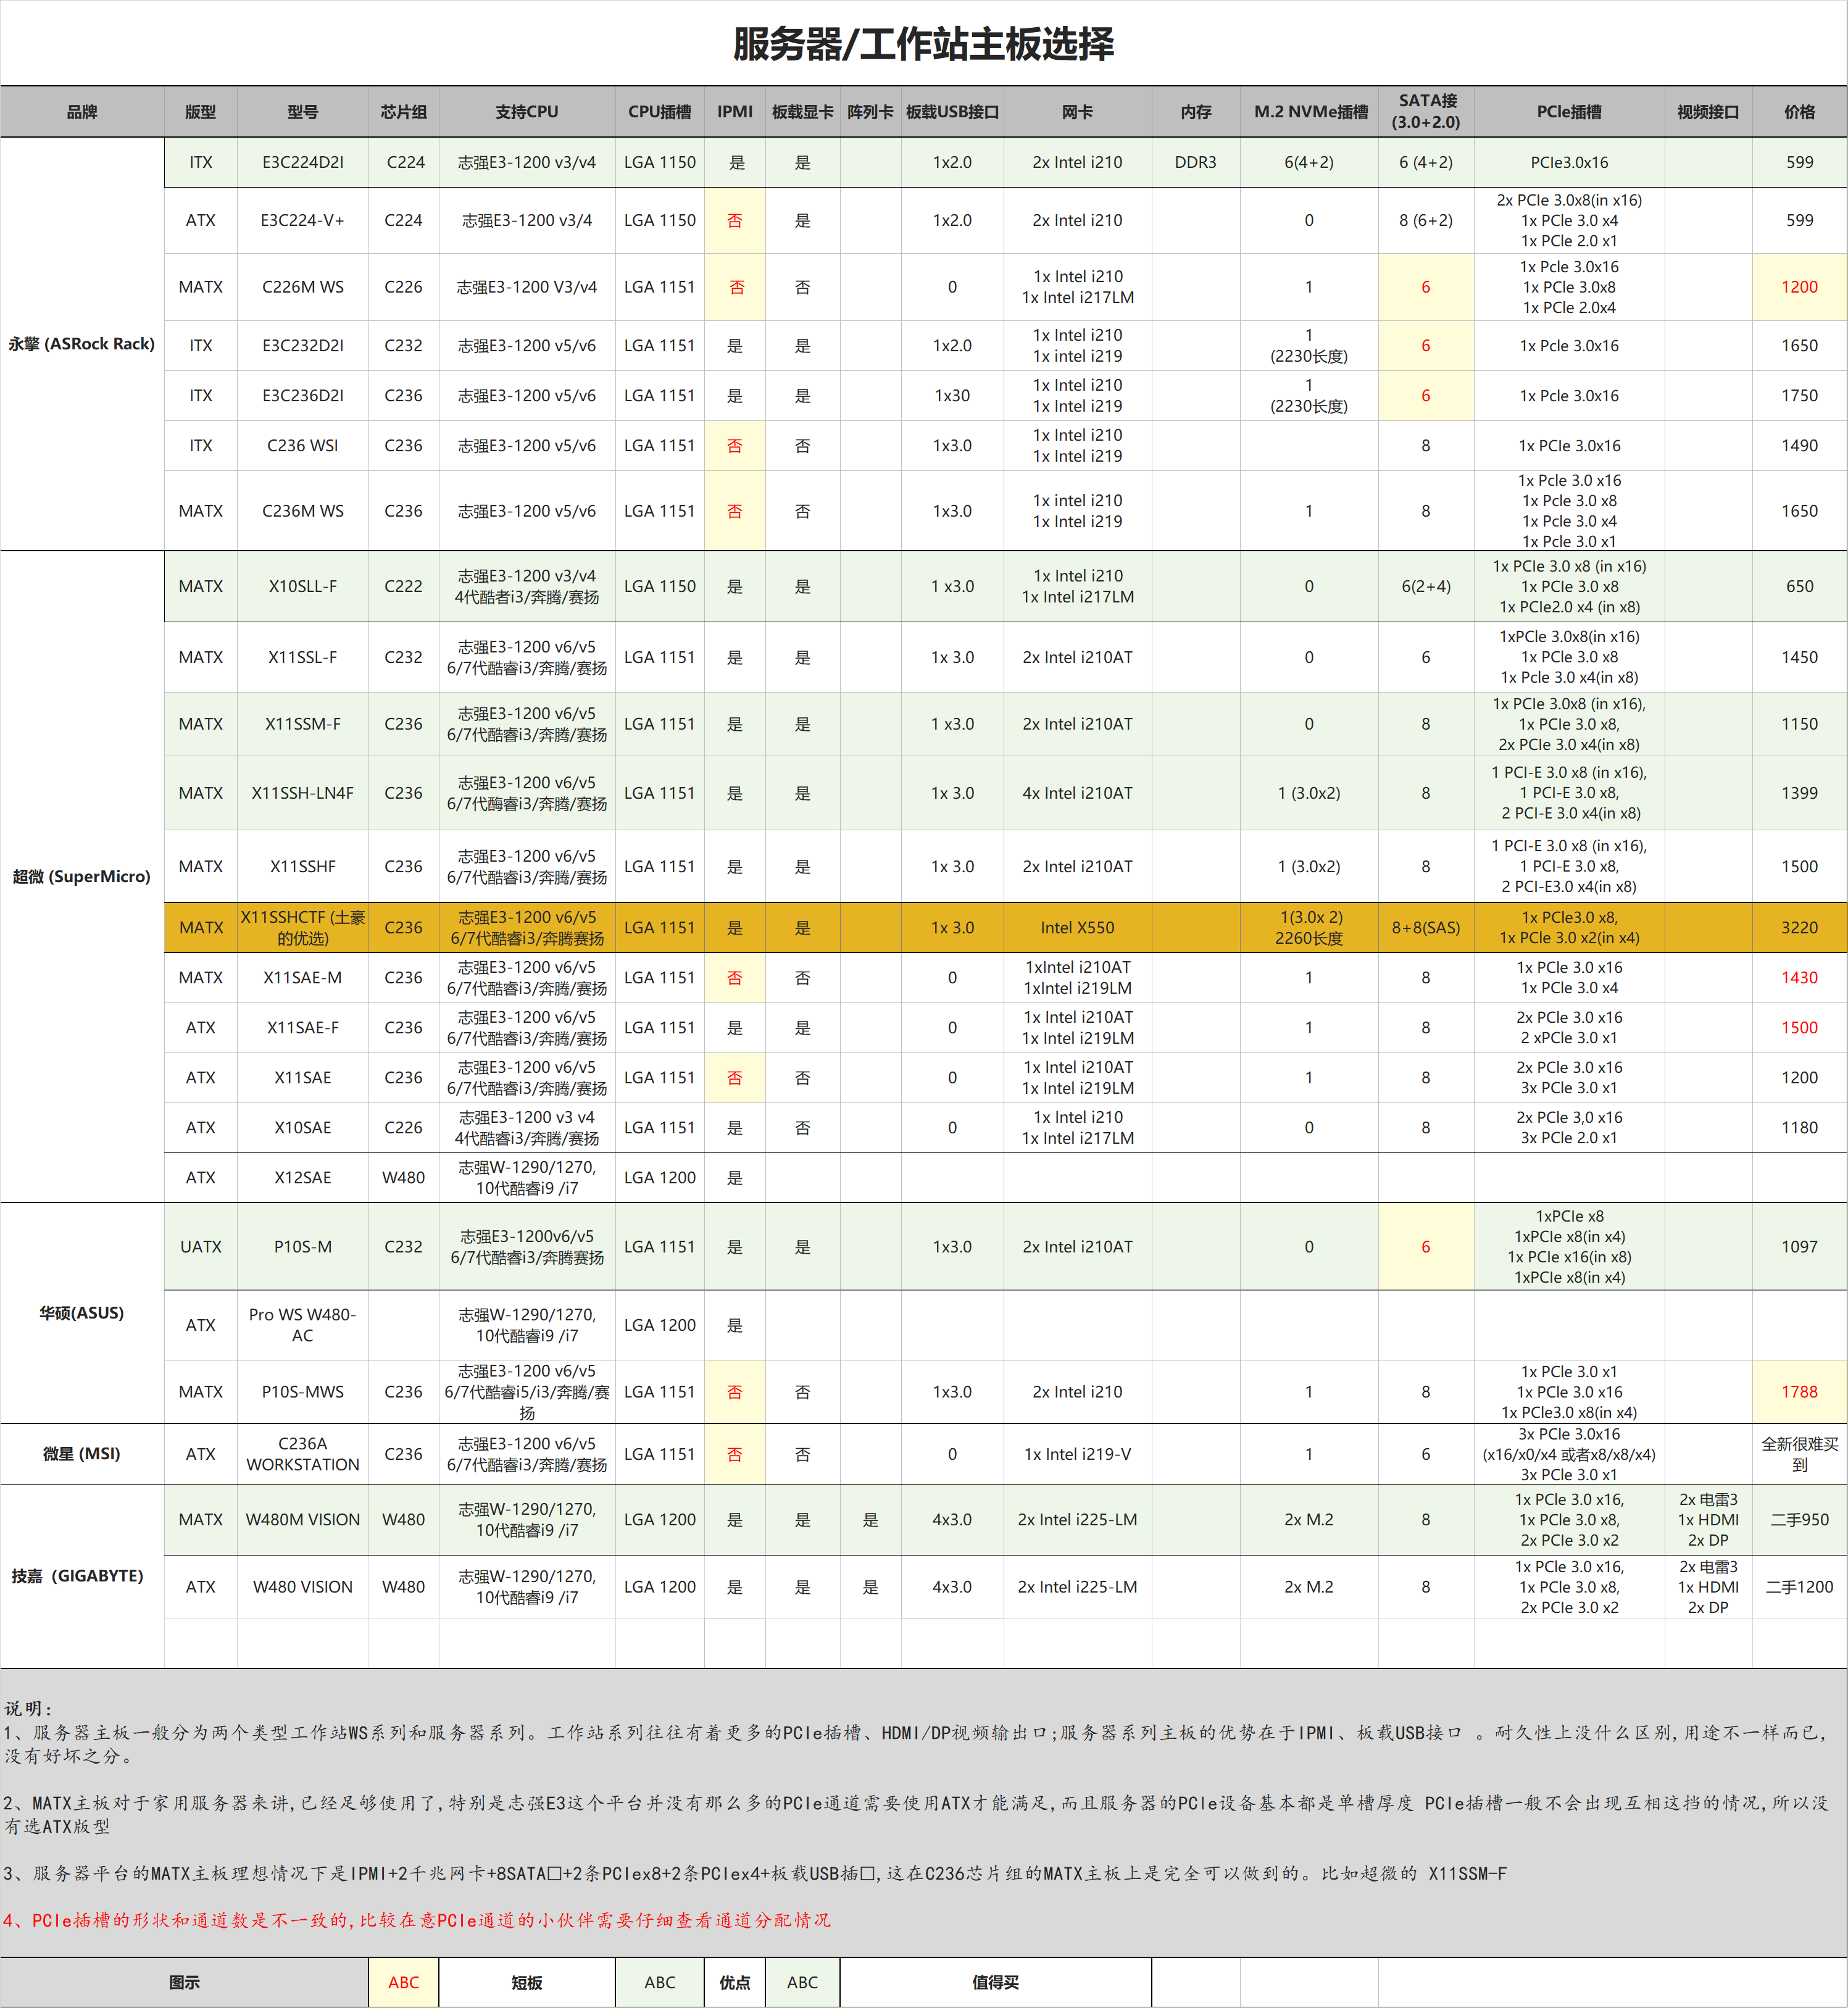 服务器/工作站主板选择
品牌 版型 型号 芯片组 支持CPU CPU插槽 IPMI 板载显卡 阵列卡 板载USB接口 网卡 内存 M.2 NVMe插槽 SATA接 (3.0+2.0) PCIe插槽 视频接口 价格
永擎 (ASRock Rack)
ITX E3C224D2I C224 志强E3-1200 v3/v4 LGA 1150 是 是 1x2.0 2x Intel i210 DDR3 6(4+2) 6 (4+2) PCIe3.0x16 599
ATX E3C224-V+ C224 志强E3-1200 v3/4 LGA 1150 否 是 1x2.0 2x Intel i210 0 8 (6+2) 2x PCIe 3.0x8(in x16) 1x PCIe 3.0 x4 1x PCIe 2.0 x1 599
MATX C226M WS C226 志强E3-1200 V3/v4 LGA 1151 否 否 0 1x Intel i210 1x Intel i217LM 1 6 1x Pcle 3.0x16 1x PCle 3.0x8 1x PCIe 2.0x4 1200
ITX E3C232D2I C232 志强E3-1200 v5/v6 LGA 1151 是 是 1x2.0 1x Intel i210 1x intel i219 1 (2230长度) 6 1x Pcle 3.0x16 1650
ITX E3C236D2I C236 志强E3-1200 v5/v6 LGA 1151 是 是 1x30 1x Intel i210 1x Intel i219 1 (2230长度) 6 1x Pcle 3.0x16 1750
ITX C236 WSI C236 志强E3-1200 v5/v6 LGA 1151 否 否 1x3.0 1x Intel i210 1x Intel i219 8 1x PCIe 3.0x16 1490
MATX C236M WS C236 志强E3-1200 v5/v6 LGA 1151 否 否 1x3.0 1x intel i210 1x Intel i219 1 8 1x Pcle 3.0 x16 1x Pcle 3.0 x8 1x Pcle 3.0 x4 1x Pcle 3.0 x1 1650
超微 (SuperMicro)
MATX X10SLL-F C222 志强E3-1200 v3/v4 4代酷者i3/奔腾/赛扬 LGA 1150 是 是 1 x3.0 1x Intel i210 1x Intel i217LM 0 6(2+4) 1x PCIe 3.0 x8 (in x16) 1x PCIe 3.0 x8 1x PCIe2.0 x4 (in x8) 650
MATX X11SSL-F C232 志强E3-1200 v6/v5 6/7代酷睿i3/奔腾/赛扬 LGA 1151 是 是 1x 3.0 2x Intel i210AT 0 6 1xPCle 3.0x8(in x16) 1x PCle 3.0 x8 1x Pcle 3.0 x4(in x8) 1450
MATX X11SSM-F C236 志强E3-1200 v6/v5 6/7代酷睿i3/奔腾/赛扬 LGA 1151 是 是 1 x3.0 2x Intel i210AT 0 8 1x PCIe 3.0x8 (in x16), 1x PCIe 3.0 x8, 2x PCIe 3.0 x4(in x8) 1150
MATX X11SSH-LN4F C236 志强E3-1200 v6/v5 6/7代酶睿i3/奔腾/赛扬 LGA 1151 是 是 1x 3.0 4x Intel i210AT 1 (3.0x2) 8 1 PCI-E 3.0 x8 (in x16), 1 PCI-E 3.0 x8, 2 PCI-E 3.0 x4(in x8) 1399
MATX X11SSHF C236 志强E3-1200 v6/v5 6/7代酷睿i3/奔腾/赛扬 LGA 1151 是 是 1x 3.0 2x Intel i210AT 1 (3.0x2) 8 1 PCI-E 3.0 x8 (in x16), 1 PCI-E 3.0 x8, 2 PCI-E3.0 x4(in x8) 1500
MATX X11SSHCTF (土豪的优选) C236 志强E3-1200 v6/v5 6/7代酷睿i3/奔腾赛扬 LGA 1151 是 是 1x 3.0 Intel X550 1(3.0x 2) 2260长度 8+8(SAS) 1x PCIe3.0 x8, 1x PCIe 3.0 x2(in x4) 3220
MATX X11SAE-M C236 志强E3-1200 v6/v5 6/7代酷睿i3/奔腾/赛扬 LGA 1151 否 否 0 1xIntel i210AT 1xIntel i219LM 1 8 1x PCIe 3.0 x16 1x PCIe 3.0 x4 1430
ATX X11SAE-F C236 志强E3-1200 v6/v5 6/7代酷睿i3/奔腾/赛扬 LGA 1151 是 是 0 1x Intel i210AT 1x Intel i219LM 1 8 2x PCIe 3.0 x16 2 xPCIe 3.0 x1 1500
ATX X11SAE C236 志强E3-1200 v6/v5 6/7代酷睿i3/奔腾/赛扬 LGA 1151 否 否 0 1x Intel i210AT 1x Intel i219LM 1 8 2x PCIe 3.0 x16 3x PCIe 3.0 x1 1200
ATX X10SAE C226 志强E3-1200 v3 v4 4代酷睿i3/奔腾/赛扬 LGA 1151 是 否 0 1x Intel i210 1x Intel i217LM 0 8 2x PCIe 3,0 x16 3x PCIe 2.0 x1 1180
ATX X12SAE W480 志强W-1290/1270, 10代酷睿i9 /i7 LGA 1200 是
华硕(ASUS)
UATX P10S-M C232 志强E3-1200v6/v5 6/7代酷睿i3/奔腾赛扬 LGA 1151 是 是 1x3.0 2x Intel i210AT 0 6 1xPCIe x8 1xPCIe x8(in x4) 1x PCIe x16(in x8) 1xPCIe x8(in x4) 1097
ATX Pro WS W480-AC 志强W-1290/1270, 10代酷睿i9 /i7 LGA 1200 是
MATX P10S-MWS C236 志强E3-1200 v6/v5 6/7代酷睿i5/i3/奔腾/赛扬 LGA 1151 否 否 1x3.0 2x Intel i210 1 8 1x PCIe 3.0 x1 1x PCIe 3.0 x16 1x PCle3.0 x8(in x4) 1788
微星 (MSI)
ATX C236A WORKSTATION C236 志强E3-1200 v6/v5 6/7代酷睿i3/奔腾/赛扬 LGA 1151 否 否 0 1x Intel i219-V 1 6 3x PCIe 3.0x16 (x16/x0/x4 或者x8/x8/x4) 3x PCIe 3.0 x1 全新很难买到
技嘉（GIGABYTE)
MATX W480M VISION W480 志强W-1290/1270, 10代酷睿i9 /i7 LGA 1200 是 是 是 4x3.0 2x Intel i225-LM 2x M.2 8 1x PCIe 3.0 x16, 1x PCIe 3.0 x8, 2x PCIe 3.0 x2 2x 电雷3 1x HDMI 2x DP 二手950
ATX W480 VISION W480 志强W-1290/1270, 10代酷睿i9 /i7 LGA 1200 是 是 是 4x3.0 2x Intel i225-LM 2x M.2 8 1x PCIe 3.0 x16, 1x PCIe 3.0 x8, 2x PCIe 3.0 x2 2x 电雷3 1x HDMI 2x DP 二手1200
说明:
1、服务器主板一般分为两个类型工作站WS系列和服务器系列。工作站系列往往有着更多的PCIe插槽、HDMI/DP视频输出口;服务器系列主板的优势在于IPMI、板载USB接口 。耐久性上没什么区别,用途不一样而已,
没有好坏之分。
2、MATX主板对于家用服务器来讲,已经足够使用了,特别是志强E3这个平台并没有那么多的PCIe通道需要使用ATX才能满足,而且服务器的PCIe设备基本都是单槽厚度 PCIe插槽一般不会出现互相这挡的情况,所以没
有选ATX版型
3、服务器平台的MATX主板理想情况下是IPMI+2千兆网卡+8SATA口+2条PCIex8+2条PCIex4+板载USB插口,这在C236芯片组的MATX主板上是完全可以做到的。比如超微的 X11SSM-F
4、PCIe插槽的形状和通道数是不一致的,比较在意PCIe通道的小伙伴需要仔细查看通道分配情况
图示 ABC 短板 ABC 优点 ABC 值得买